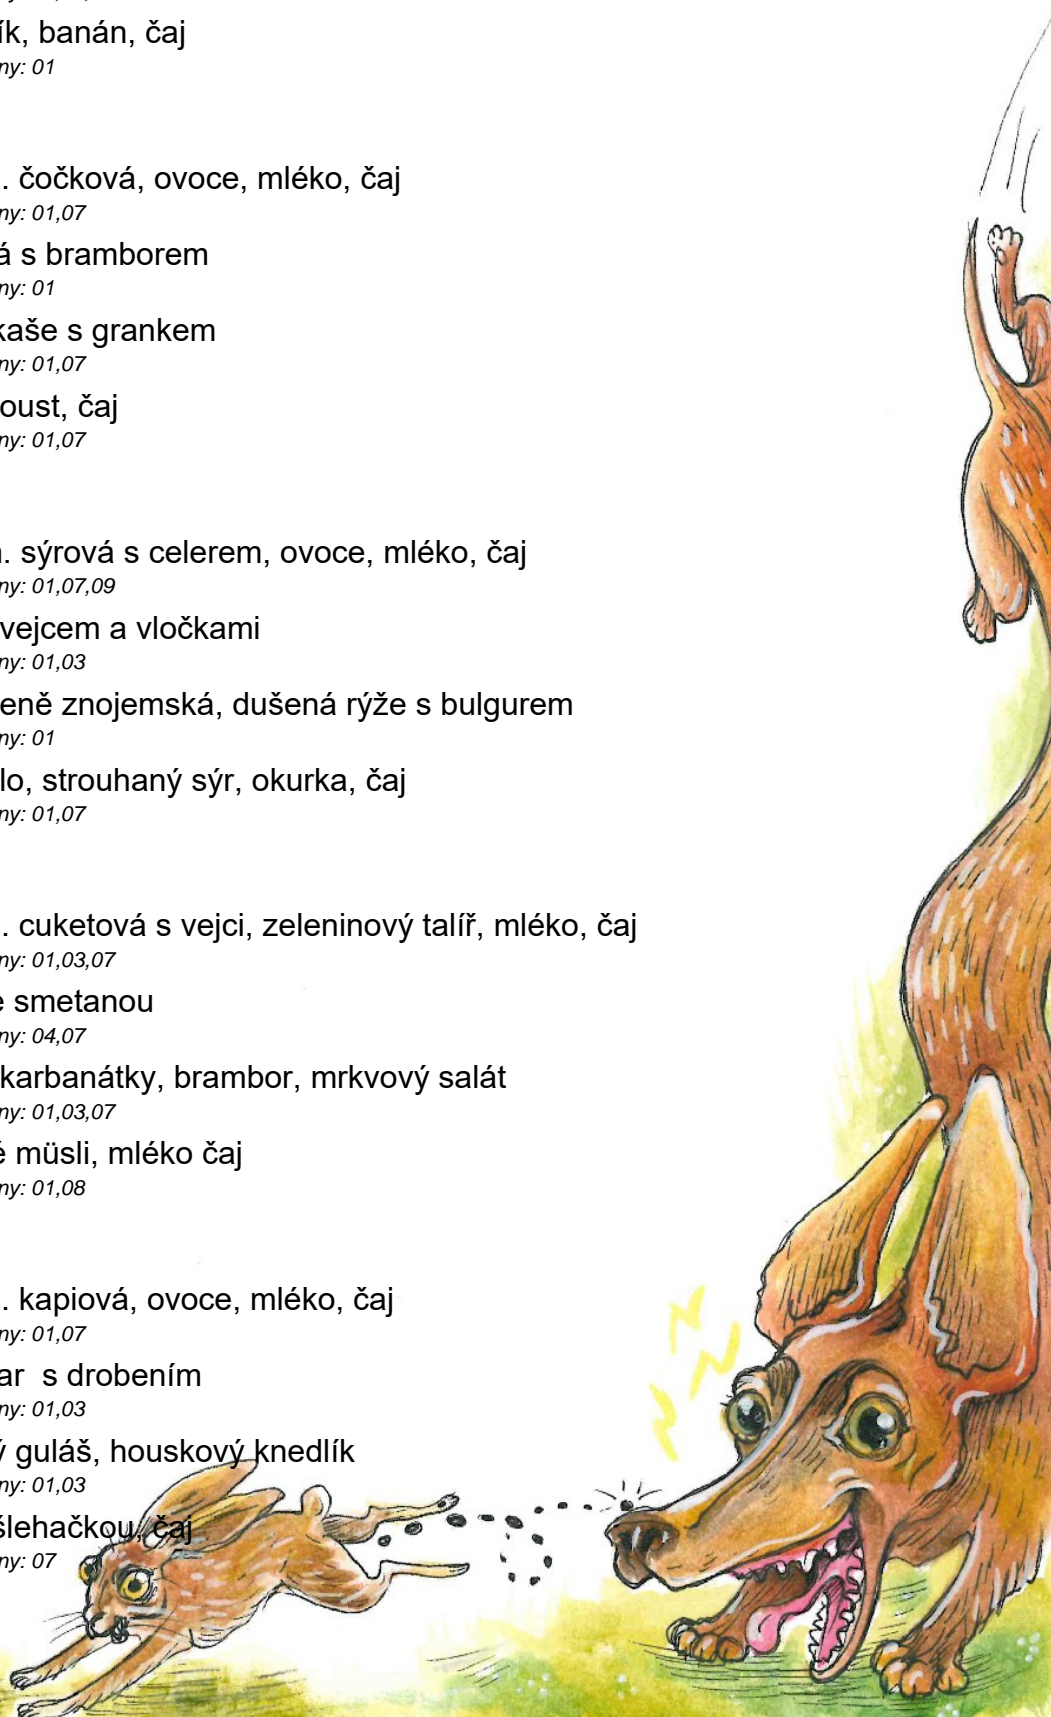 ík, banán, čaj
ny: 01
. čočková, ovoce, mléko, čaj
ny: 01,07
á s bramborem
ny: 01
kaše s grankem
ny: 01,07
oust, čaj
ny: 01,07
. sýrová s celerem, ovoce, mléko, čaj
ny: 01,07,09
vejcem a vločkami
ny: 01,03
eně znojemská, dušená rýže s bulgurem
ny: 01
lo, strouhaný sýr, okurka, čaj
ny: 01,07
. cuketová s vejci, zeleninový talíř, mléko, čaj
ny: 01,03,07
e smetanou
ny: 04,07
karbanátky, brambor, mrkvový salát
ny: 01,03,07
é müsli, mléko čaj
ny: 01,08
. kapiová, ovoce, mléko, čaj
ny: 01,07
ar s drobením
ny: 01,03
ý guláš, houskový knedlík
ny: 01,03
šlehačkou, čaj
ny: 07